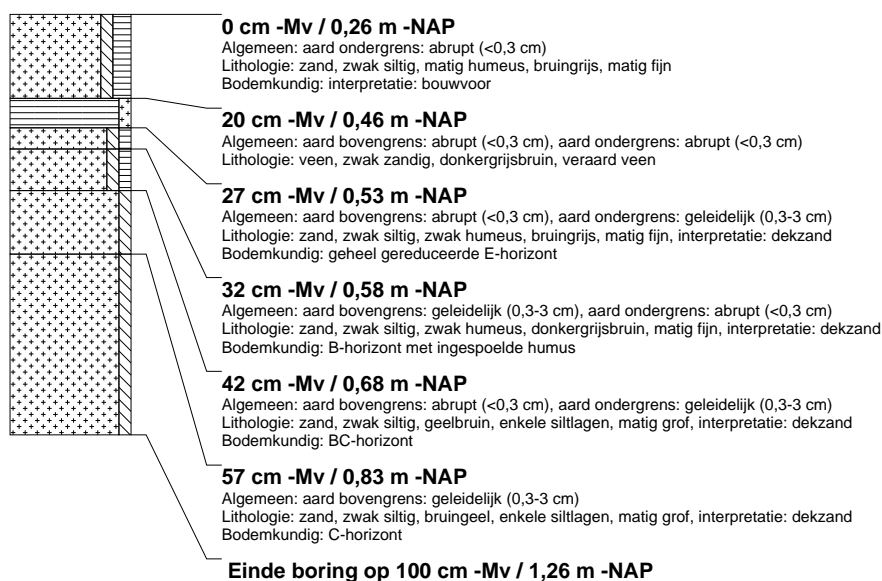 0 cm -Mv / 0,26 m -NAP
Algemeen: aard ondergrens: abrupt (<0,3 cm)
Lithologie: zand, zwak siltig, matig humeus, bruingrijs, matig fijn
Bodemkundig: interpretatie: bouwvoor
20 cm -Mv / 0,46 m -NAP
Algemeen: aard bovengrens: abrupt (<0,3 cm), aard ondergrens: abrupt (<0,3 cm)
Lithologie: veen, zwak zandig, donkergrijsbruin, veraard veen
27 cm -Mv / 0,53 m -NAP
Algemeen: aard bovengrens: abrupt (<0,3 cm), aard ondergrens: geleidelijk (0,3-3 cm)
Lithologie: zand, zwak siltig, zwak humeus, bruingrijs, matig fijn, interpretatie: dekzand
Bodemkundig: geheel gereduceerde E-horizont
32 cm -Mv / 0,58 m -NAP
Algemeen: aard bovengrens: geleidelijk (0,3-3 cm), aard ondergrens: abrupt (<0,3 cm)
Lithologie: zand, zwak siltig, zwak humeus, donkergrijsbruin, matig fijn, interpretatie: dekzand
Bodemkundig: B-horizont met ingespoelde humus
42 cm -Mv / 0,68 m -NAP
Algemeen: aard bovengrens: abrupt (<0,3 cm), aard ondergrens: geleidelijk (0,3-3 cm)
Lithologie: zand, zwak siltig, geelbruin, enkele siltlagen, matig grof, interpretatie: dekzand
Bodemkundig: BC-horizont
57 cm -Mv / 0,83 m -NAP
Algemeen: aard bovengrens: geleidelijk (0,3-3 cm)
Lithologie: zand, zwak siltig, bruingeel, enkele siltlagen, matig grof, interpretatie: dekzand
Bodemkundig: C-horizont
Einde boring op 100 cm -Mv / 1,26 m -NAP